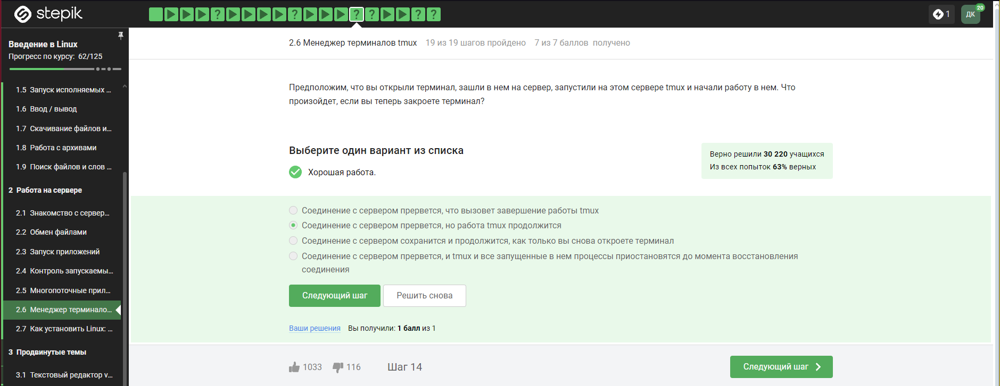 stepik
? ? ? ? ? ?
1
ДК
20
Введение в Linux
Прогресс по курсу: 62/125
1.5 Запуск исполняемых ...
1.6 Ввод / вывод
1.7 Скачивание файлов и...
1.8 Работа с архивами
1.9 Поиск файлов и слов ...
2 Работа на сервере
2.1 Знакомство с сервер...
2.2 Обмен файлами
2.3 Запуск приложений
2.4 Контроль запускаемы...
2.5 Многопоточные прил...
2.6 Менеджер терминало...
2.7 Как установить Linux: ...
3 Продвинутые темы
3.1 Текстовый редактор v...
2.6 Менеджер терминалов tmux 19 из 19 шагов пройдено 7 из 7 баллов получено
Предположим, что вы открыли терминал, зашли в нем на сервер, запустили на этом сервере tmux и начали работу в нем. Что
произойдет, если вы теперь закроете терминал?
Выберите один вариант из списка
Хорошая работа.
Верно решили 30 220 учащихся
Из всех попыток 63% верных
Соединение с сервером прервется, что вызовет завершение работы tmux
Соединение с сервером прервется, но работа tmux продолжится
Соединение с сервером сохранится и продолжится, как только вы снова откроете терминал
Соединение с сервером прервется, и tmux и все запущенные в нем процессы приостановятся до момента восстановления
соединения
Следующий шаг
Решить снова
Ваши решения Вы получили: 1 балл из 1
1033 116 Шаг 14
Следующий шаг